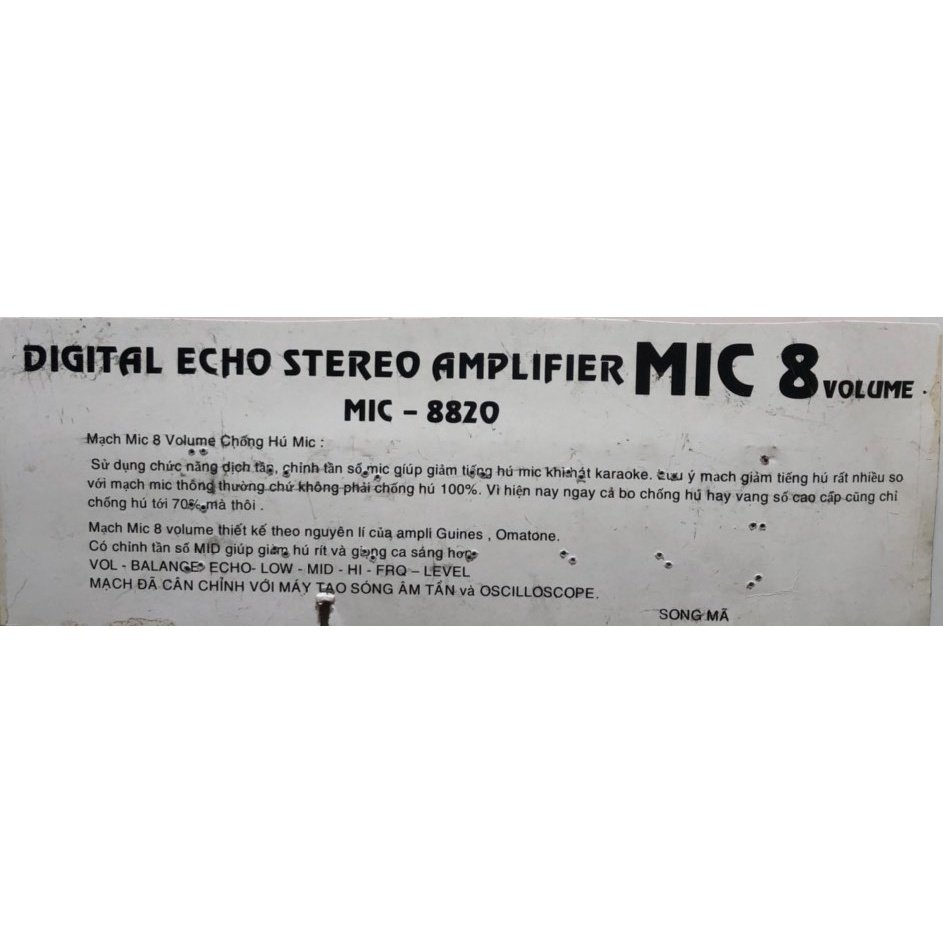 DIGITAL ECHO STEREO AMPLIFIER MIC 8 VOLUME
MIC – 8820
Mạch Mic 8 Volume Chống Hú Mic :
Sử dụng chức năng dịch tần, chỉnh tần số mic giúp giảm tiếng hú mic khi hát karaoke. Lưu ý mạch giảm tiếng hú rất nhiều so
với mạch mic thông thường chứ không phải chống hú 100%. Vì hiện nay ngay cả bo chống hú hay vang số cao cấp cũng chỉ
chống hú tới 70% mà thôi .
Mạch Mic 8 volume thiết kế theo nguyên lí của ampli Guines , Omatone.
Có chỉnh tần số MID giúp giảm hú rít và giọng ca sáng hơn
VOL - BALANCE- ECHO- LOW - MID - HI - FRQ – LEVEL
MẠCH ĐÃ CÂN CHỈNH VỚI MÁY TẠO SÓNG ÂM TẦN và OSCILLOSCOPE.
SONG MÃ